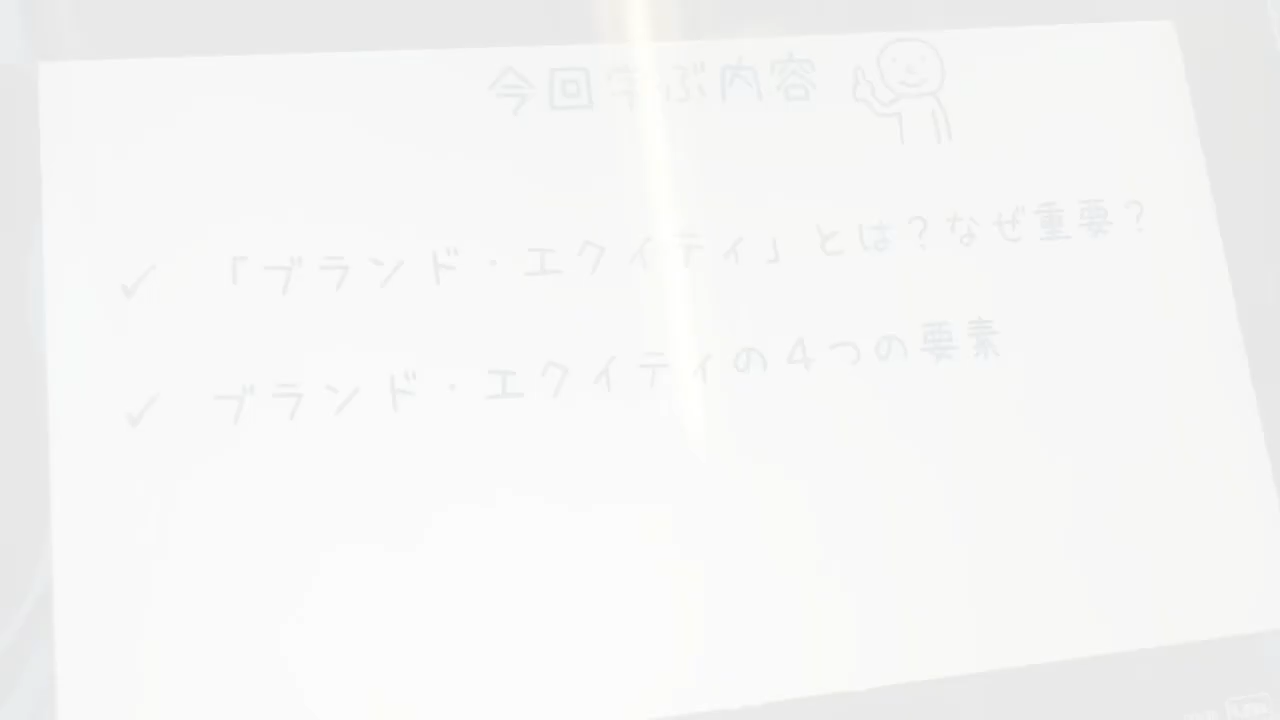 今回学ぶ内容
✓ 「ブランド・エクイティ」とは？なぜ重要？
✓ ブランド・エクイティの4つの要素